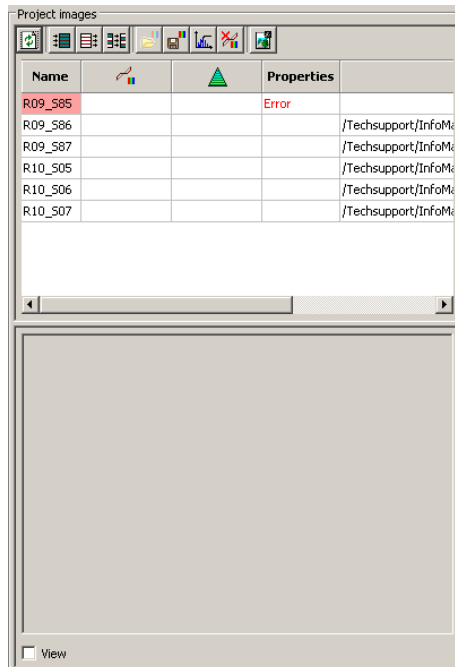 Project images
Name Properties
R09_S85 Error
R09_S86 /Techsupport/InfoMa
R09_S87 /Techsupport/InfoMa
R10_S05 /Techsupport/InfoMa
R10_S06 /Techsupport/InfoMa
R10_S07 /Techsupport/InfoMa
View